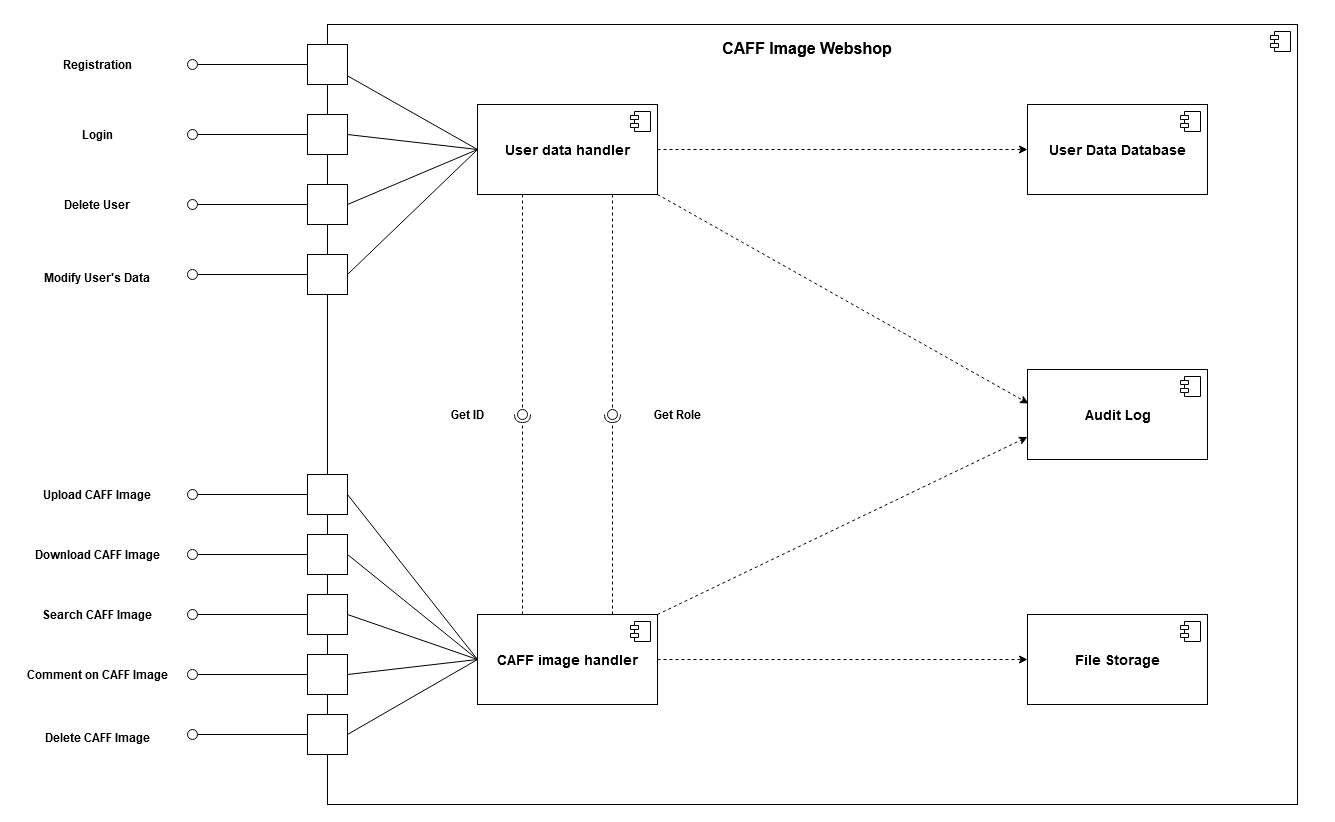 CAFF Image Webshop
Registration
Login
Delete User
Modify User's Data
User data handler
User Data Database
Get ID
Get Role
Audit Log
Upload CAFF Image
Download CAFF Image
Search CAFF Image
Comment on CAFF Image
Delete CAFF Image
CAFF image handler
File Storage